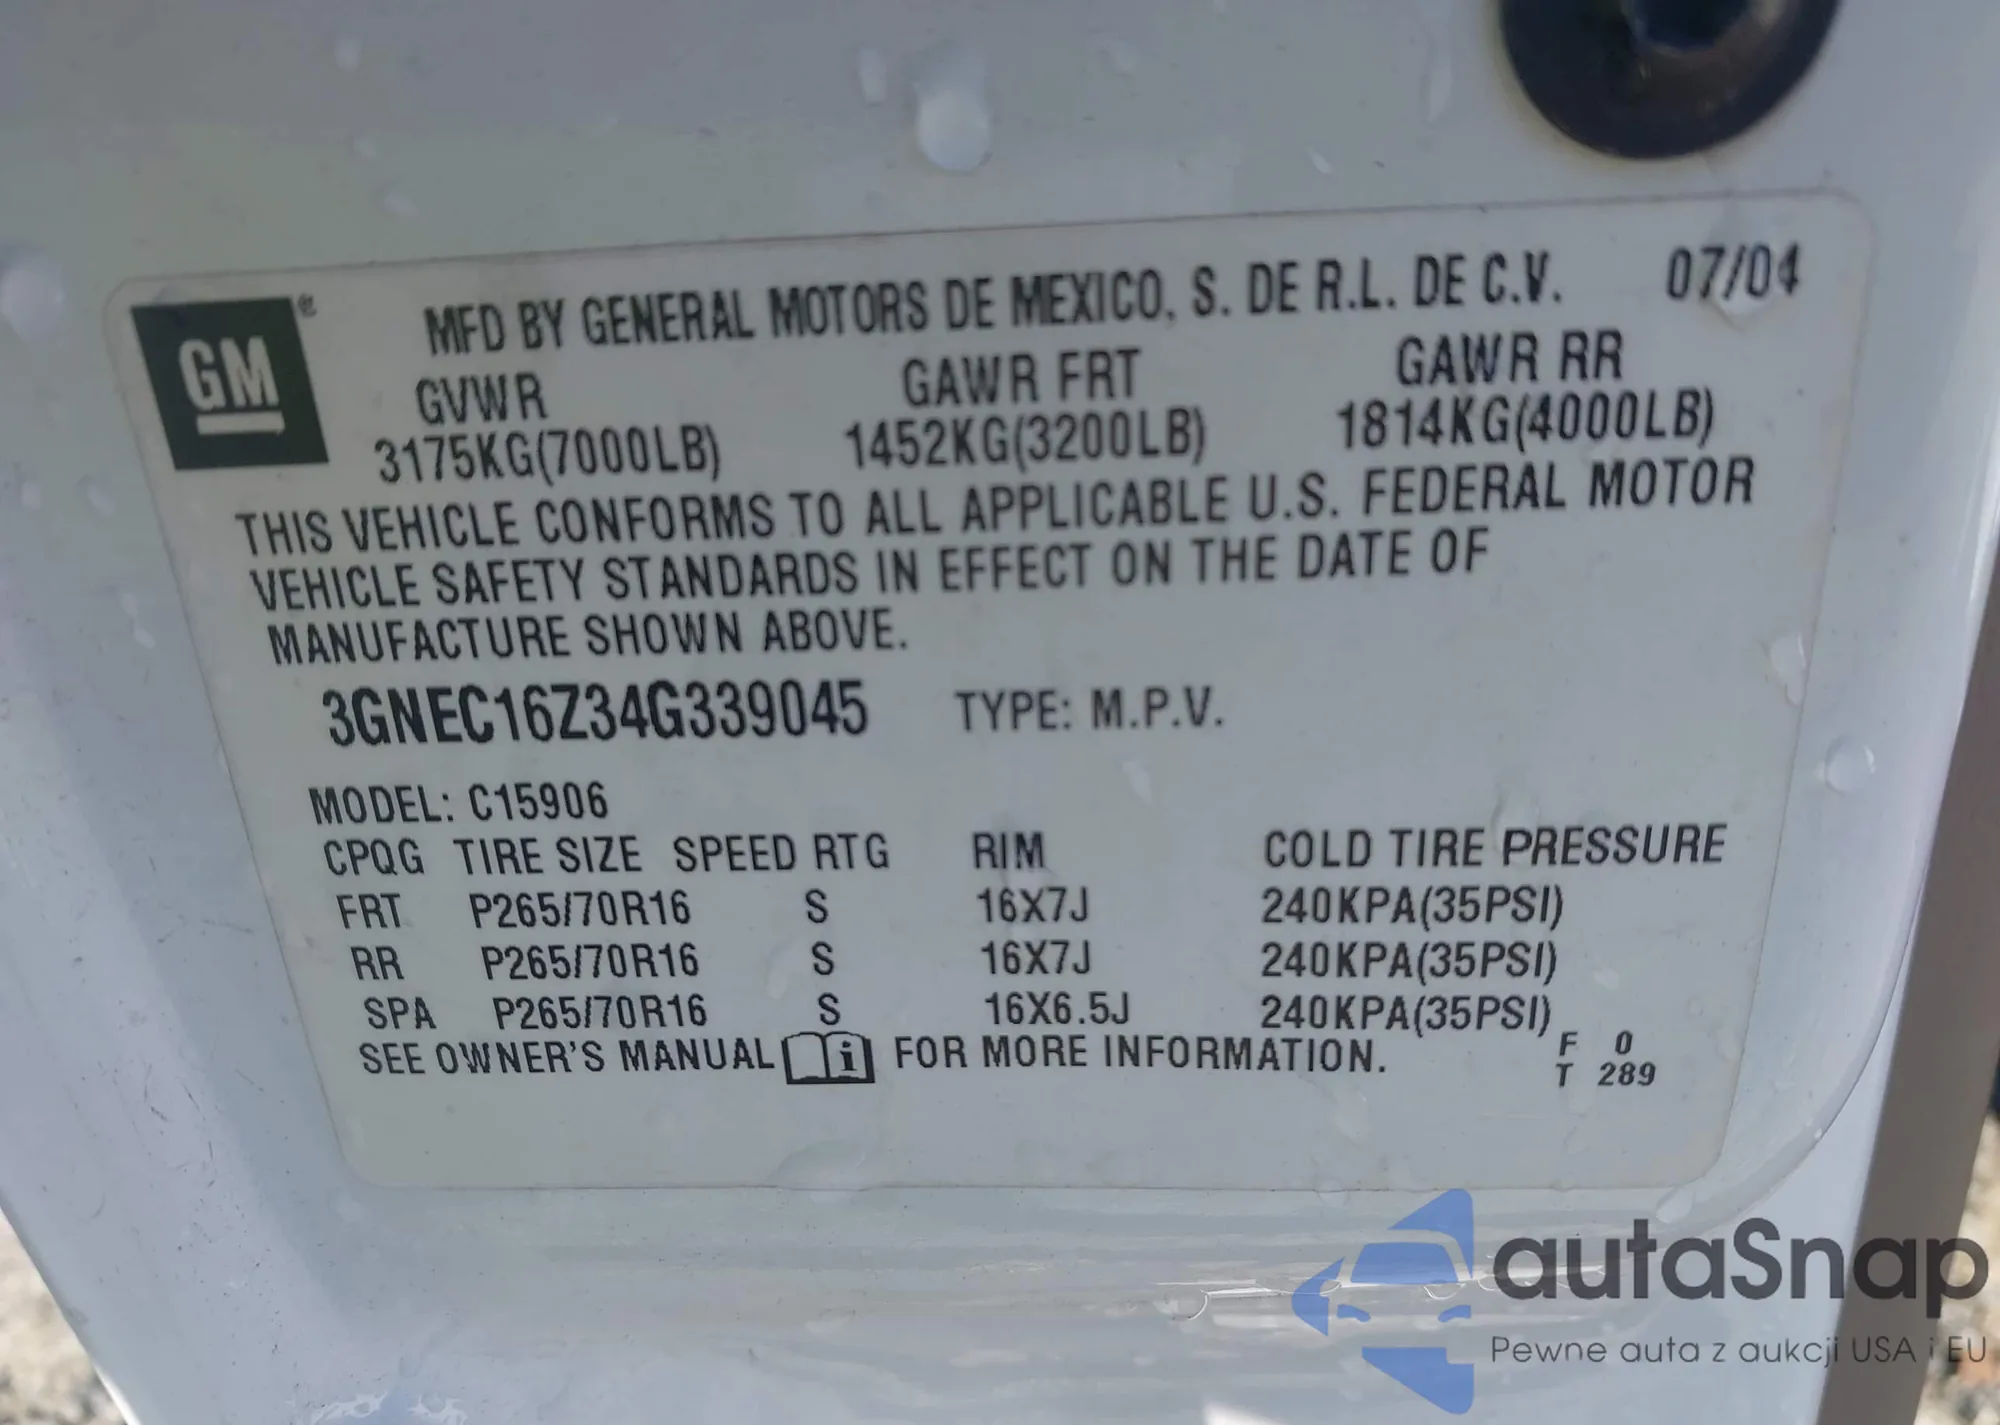 GM®
MFD BY GENERAL MOTORS DE MEXICO, S. DE R.L. DE C.V. 07/04
GVWR GAWR FRT GAWR RR
3175KG(7000LB) 1452KG(3200LB) 1814KG(4000LB)
THIS VEHICLE CONFORMS TO ALL APPLICABLE U.S. FEDERAL MOTOR
VEHICLE SAFETY STANDARDS IN EFFECT ON THE DATE OF
MANUFACTURE SHOWN ABOVE.
3GNEC16Z34G339045 TYPE: M.P.V.
MODEL: C15906
CPQG TIRE SIZE SPEED RTG RIM COLD TIRE PRESSURE
FRT P265/70R16 S 16X7J 240KPA(35PSI)
RR P265/70R16 S 16X7J 240KPA(35PSI)
SPA P265/70R16 S 16X6.5J 240KPA(35PSI)
SEE OWNER'S MANUAL i FOR MORE INFORMATION.
F 0
T 289
autaSnap
Pewne auta z aukcji USA i EU